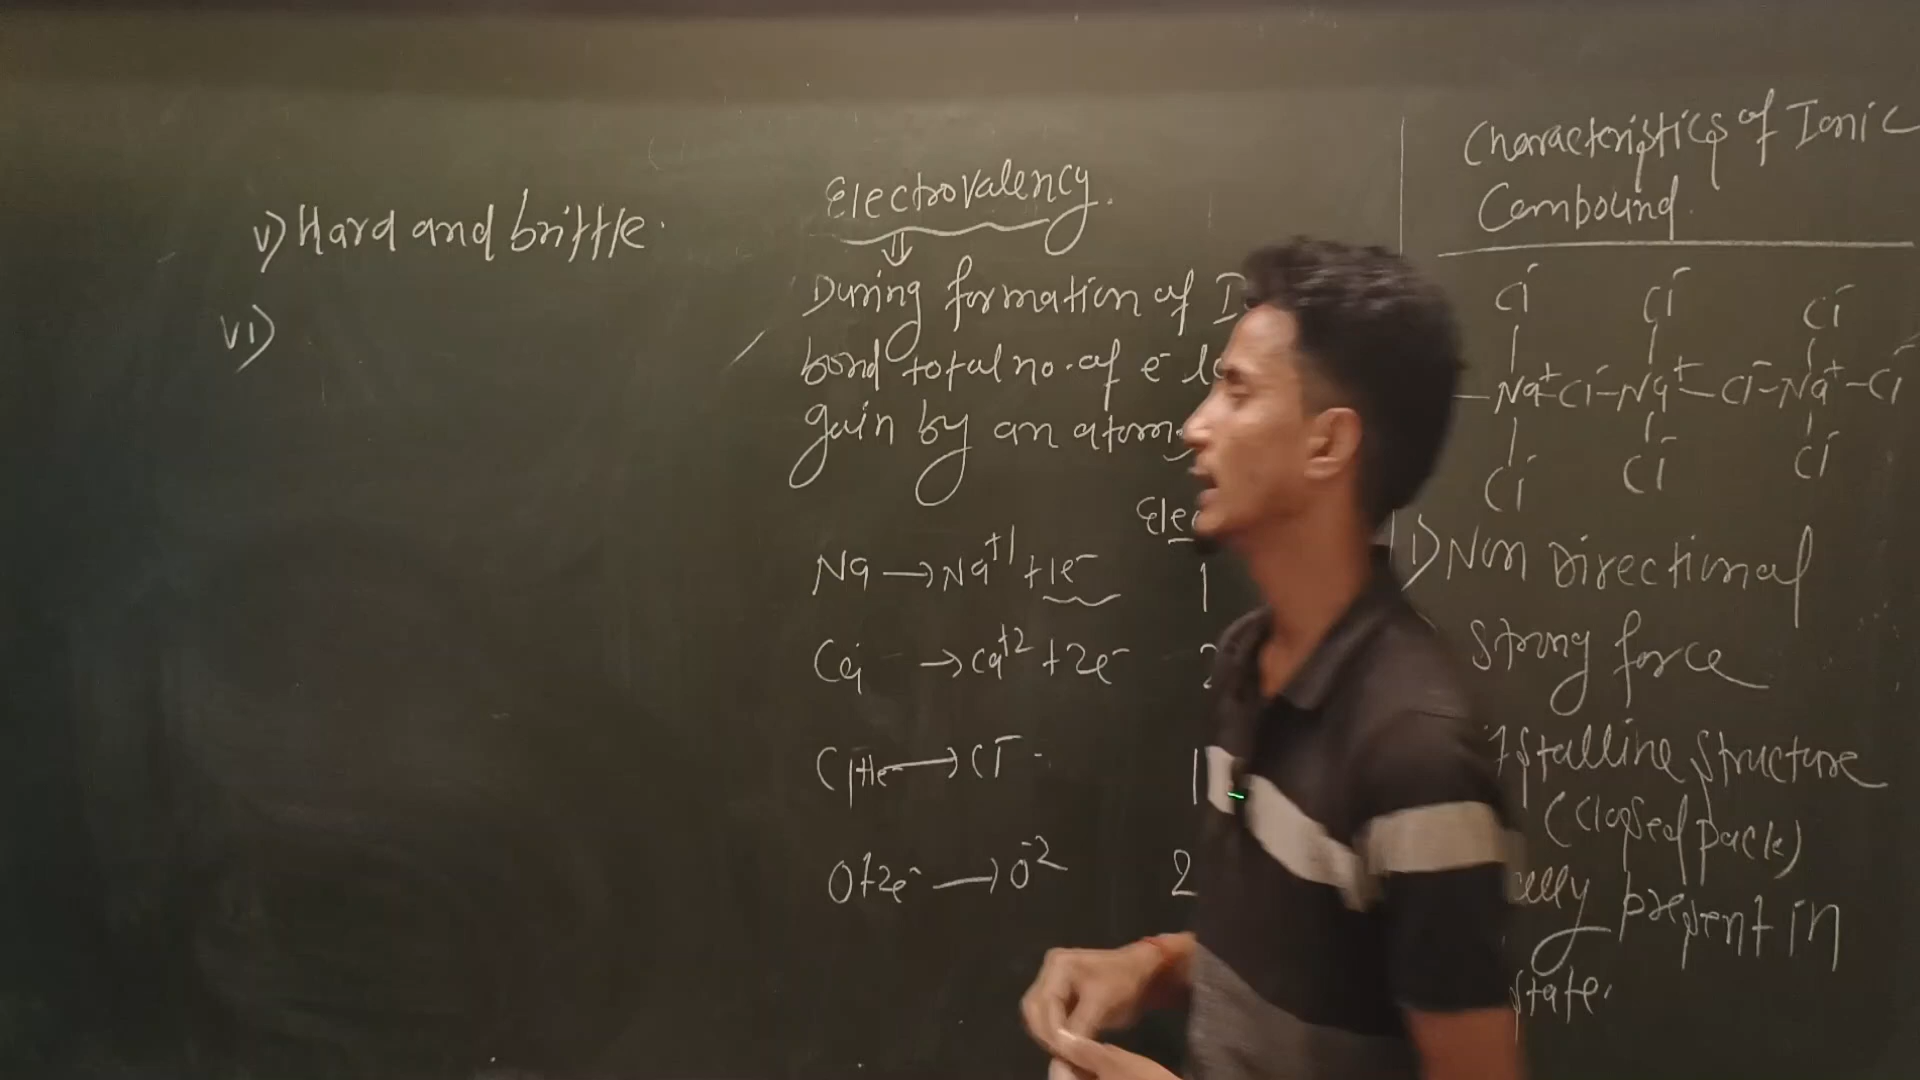 v) Hard and brittle.
vi)
Electrovalency.
⇓
During formation of I
bond total no. of e⁻
gain by an atom
Ele
Na → Na⁺¹ + 1e⁻ 1
Ca → Ca⁺² + 2e⁻ 2
Cl + 1e⁻ → Cl⁻ 1
O + 2e⁻ → O⁻² 2
Characteristics of Ionic
Compound.
Cl⁻ Cl⁻ Cl⁻
— Na⁺ — Cl⁻ — Na⁺ — Cl⁻ — Na⁺ — Cl⁻
Cl⁻ Cl⁻ Cl⁻
i) Non Directional
Strong force
ystalline structure
(closed pack)
ally present in
state.